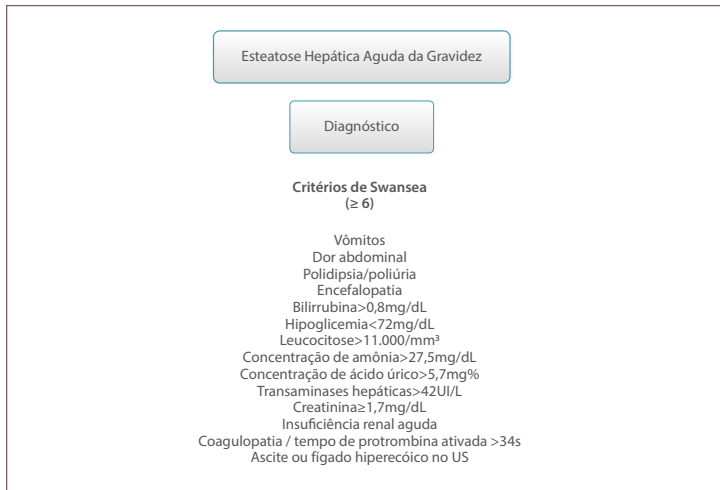 Esteatose Hepática Aguda da Gravidez
Diagnóstico
Critérios de Swansea
(≥ 6)
Vômitos
Dor abdominal
Polidipsia/poliúria
Encefalopatia
Bilirrubina>0,8mg/dL
Hipoglicemia<72mg/dL
Leucocitose>11.000/mm³
Concentração de amônia>27,5mg/dL
Concentração de ácido úrico>5,7mg%
Transaminases hepáticas>42UI/L
Creatinina≥1,7mg/dL
Insuficiência renal aguda
Coagulopatia / tempo de protrombina ativada >34s
Ascite ou fígado hiperecóico no US